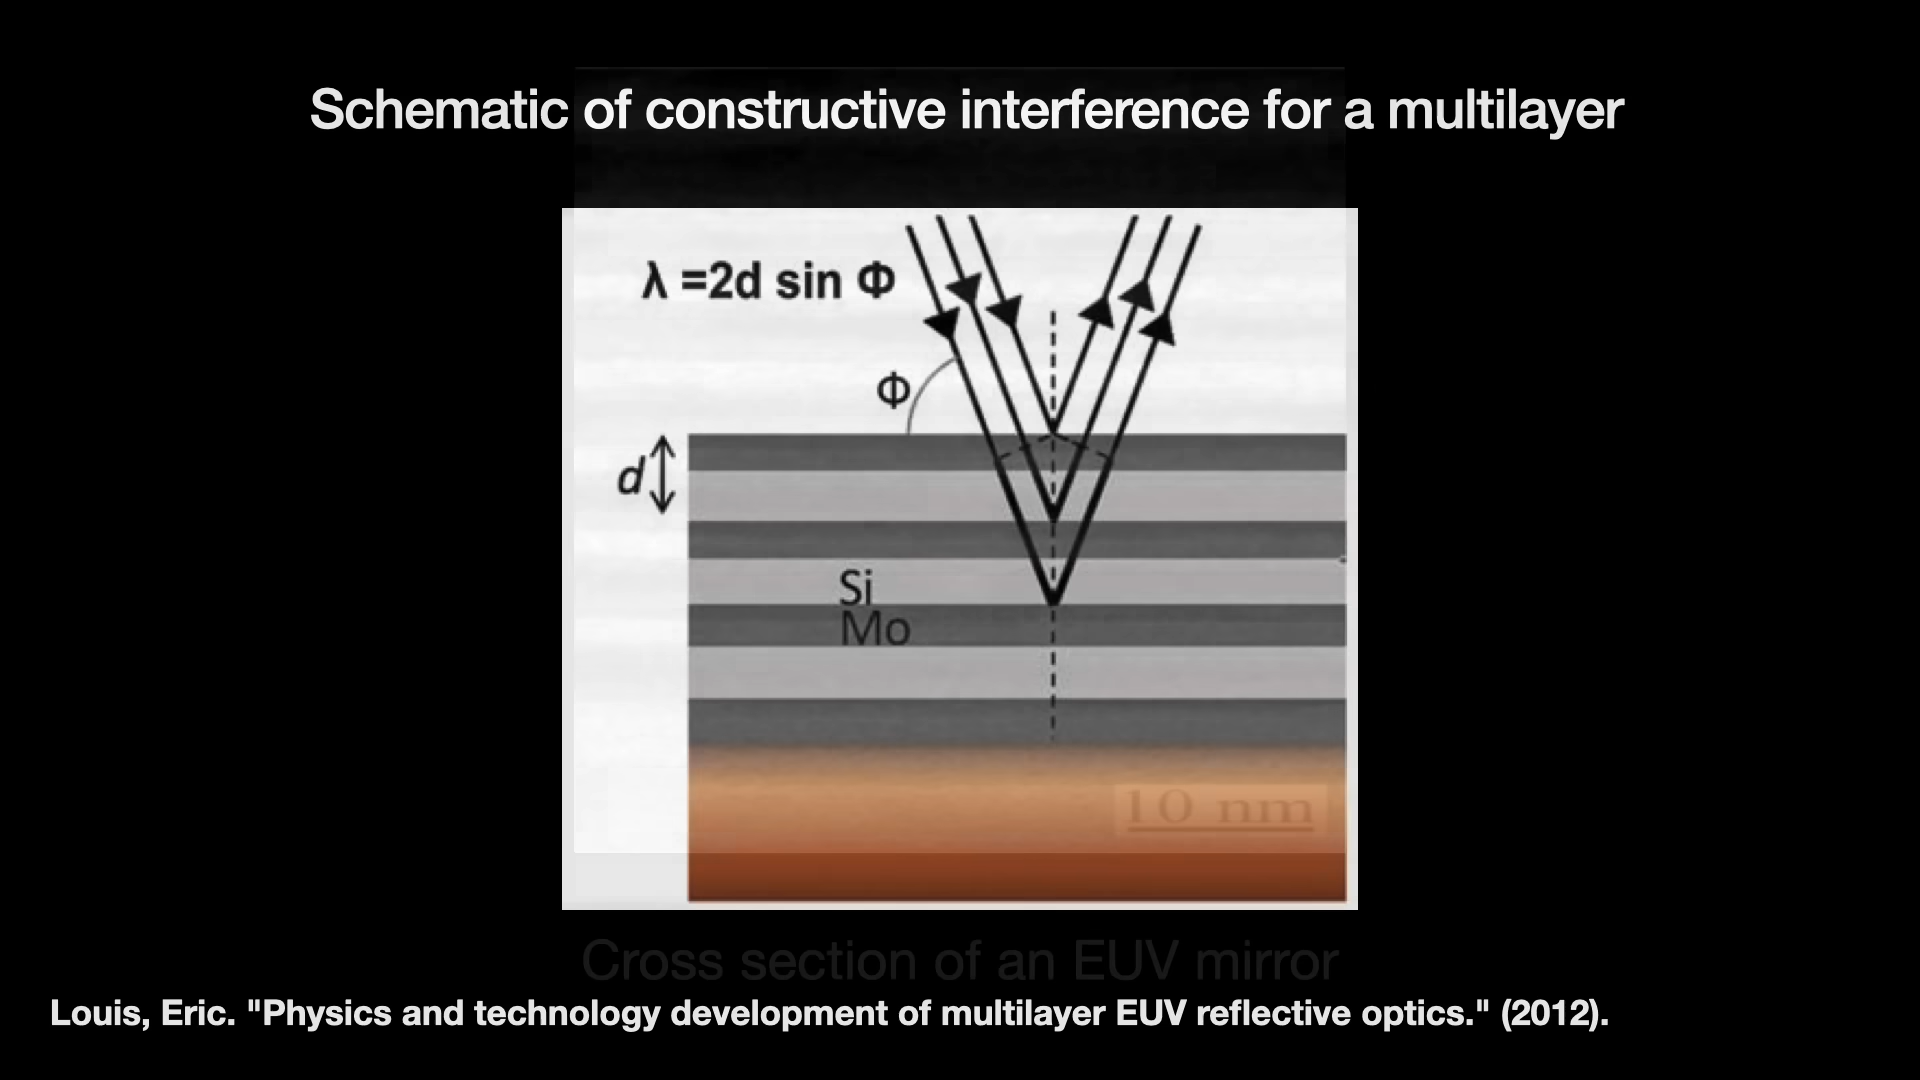 Schematic of constructive interference for a multilayer
λ =2d sin Φ
Φ
d
Si
Mo
10 nm
Cross section of an EUV mirror
Louis, Eric. "Physics and technology development of multilayer EUV reflective optics." (2012).